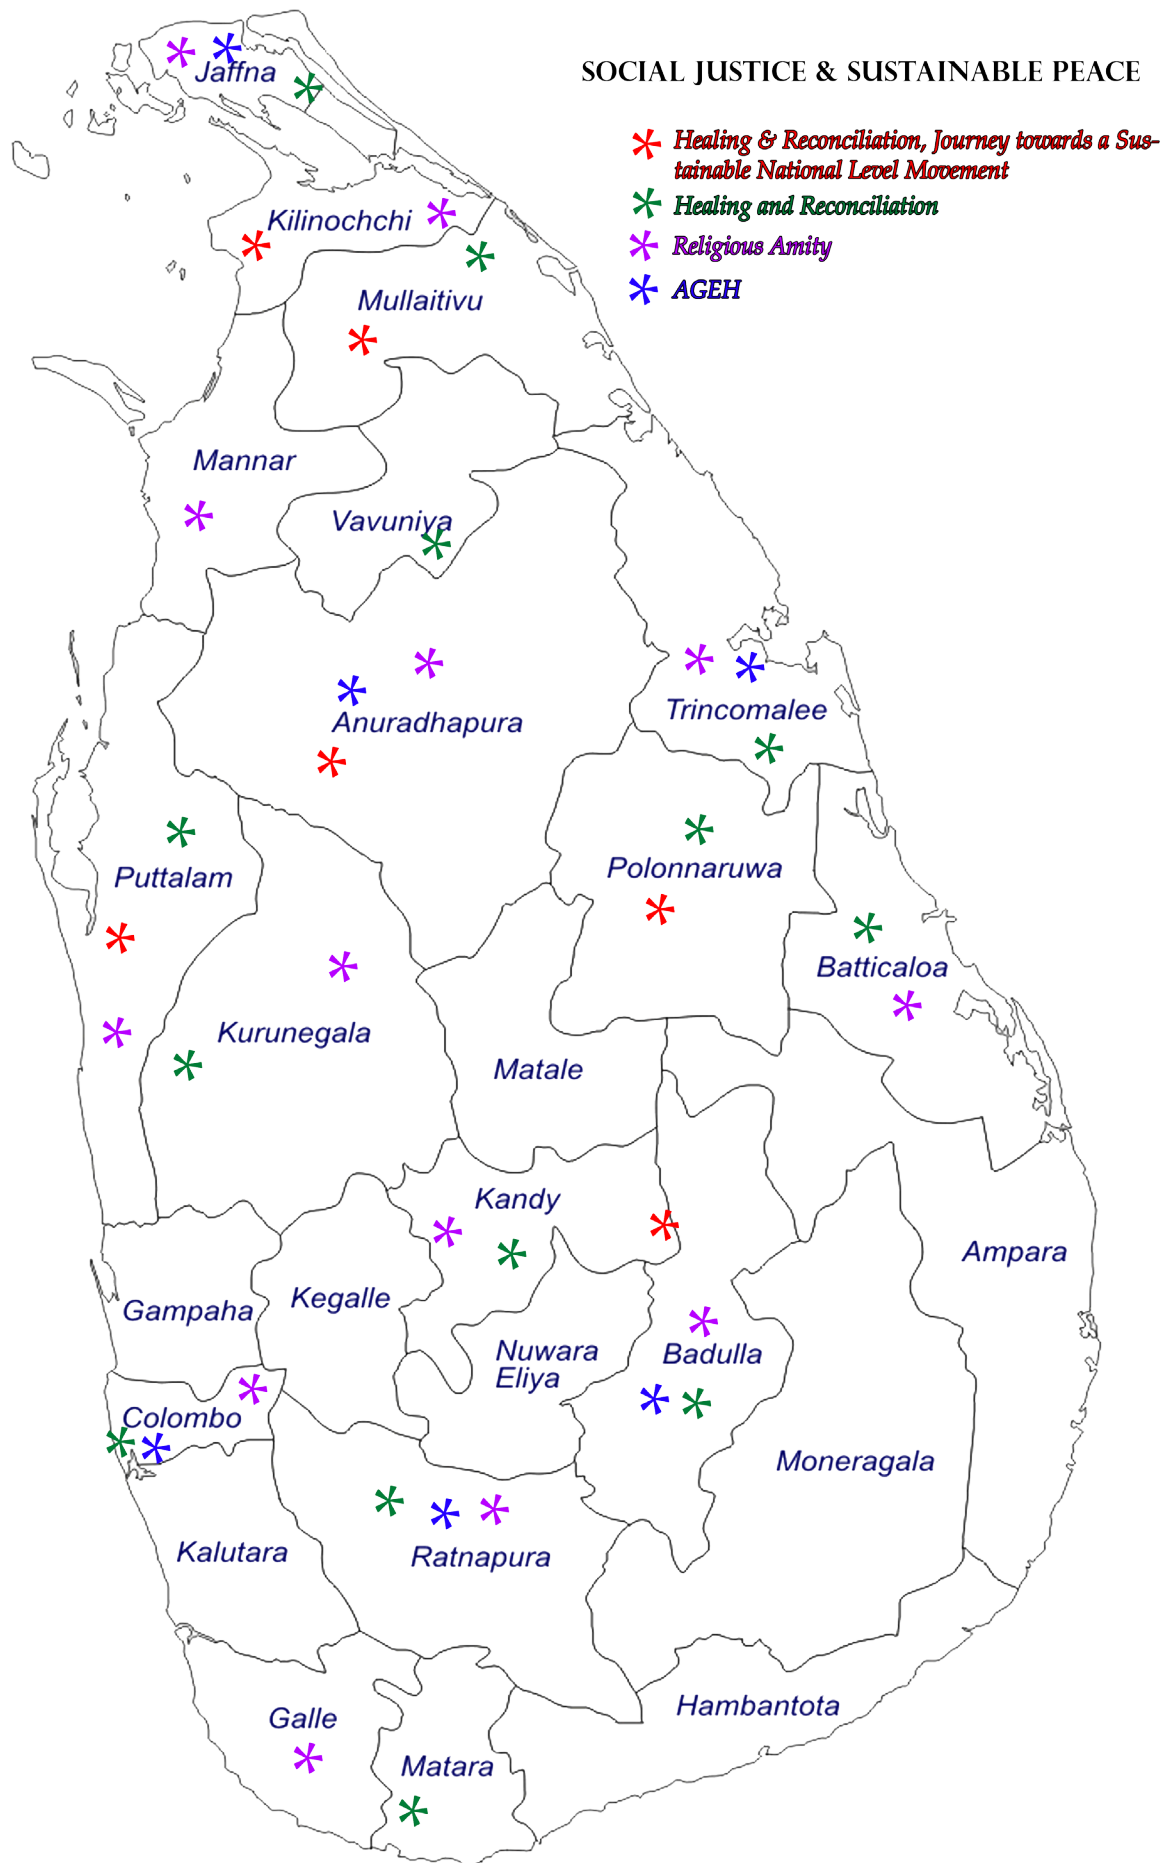 Jaffna
SOCIAL JUSTICE & SUSTAINABLE PEACE
Healing & Reconciliation, Journey towards a Sus-
tainable National Level Movement
Healing and Reconciliation
Religious Amity
AGEH
Kilinochchi
Mullaitivu
Mannar
Vavuniya
Anuradhapura
Trincomalee
Puttalam
Polonnaruwa
Batticaloa
Kurunegala
Matale
Kandy
Ampara
Gampaha
Kegalle
Nuwara
Eliya
Badulla
Colombo
Moneragala
Kalutara
Ratnapura
Galle
Hambantota
Matara